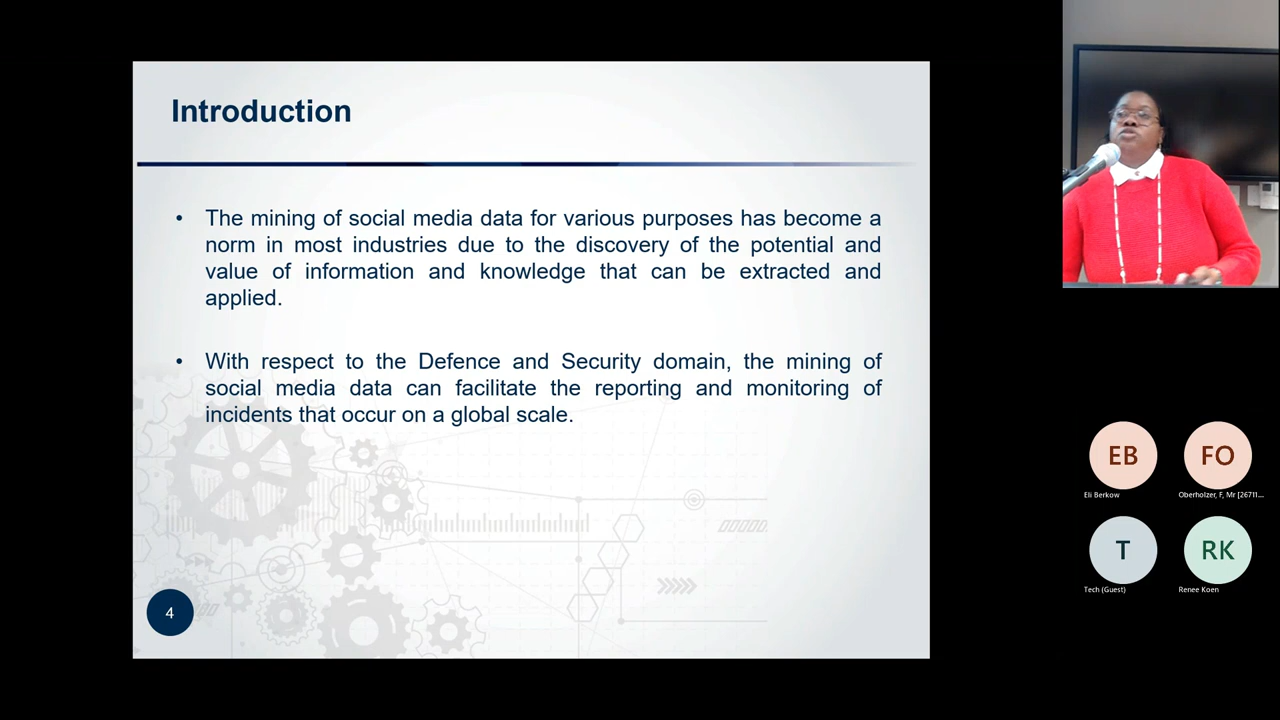 Introduction
• The mining of social media data for various purposes has become a
norm in most industries due to the discovery of the potential and
value of information and knowledge that can be extracted and
applied.
• With respect to the Defence and Security domain, the mining of
social media data can facilitate the reporting and monitoring of
incidents that occur on a global scale.
4
EB
FO
Eli Berkow
Oberholzer, F, Mr [26711...
T
RK
Tech (Guest)
Renee Koen